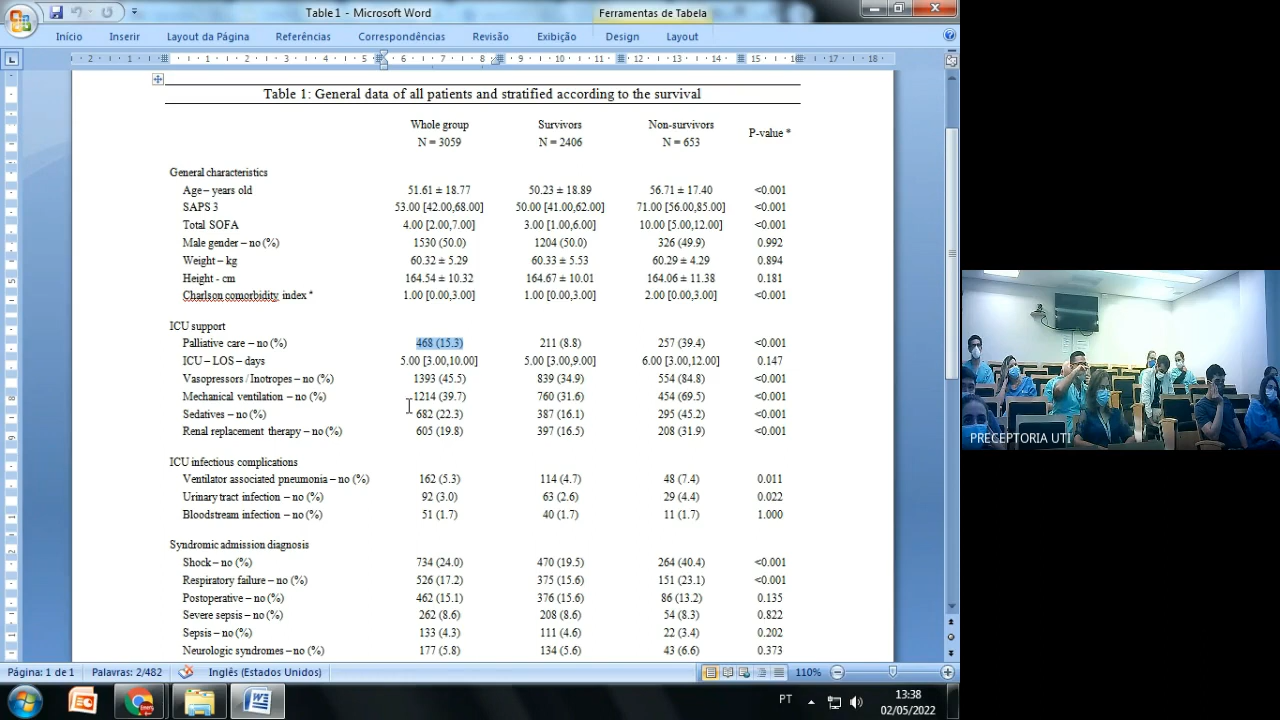 Table1 - Microsoft Word
Ferramentas de Tabela
Início Inserir Layout da Página Referências Correspondências Revisão Exibição Design Layout
2 1 1 2 3 4 5 6 7 8 9 10 11 12 13 14 15 16 17 18
Table 1: General data of all patients and stratified according to the survival
Whole group Survivors Non-survivors P-value *
N = 3059 N = 2406 N = 653
General characteristics
Age – years old 51.61 ± 18.77 50.23 ± 18.89 56.71 ± 17.40 <0.001
SAPS 3 53.00 [42.00,68.00] 50.00 [41.00,62.00] 71.00 [56.00,85.00] <0.001
Total SOFA 4.00 [2.00,7.00] 3.00 [1.00,6.00] 10.00 [5.00,12.00] <0.001
Male gender – no (%) 1530 (50.0) 1204 (50.0) 326 (49.9) 0.992
Weight – kg 60.32 ± 5.29 60.33 ± 5.53 60.29 ± 4.29 0.894
Height - cm 164.54 ± 10.32 164.67 ± 10.01 164.06 ± 11.38 0.181
Charlson comorbidity index * 1.00 [0.00,3.00] 1.00 [0.00,3.00] 2.00 [0.00,3.00] <0.001
ICU support
Palliative care – no (%) 468 (15.3) 211 (8.8) 257 (39.4) <0.001
ICU – LOS – days 5.00 [3.00,10.00] 5.00 [3.00,9.00] 6.00 [3.00,12.00] 0.147
Vasopressors / Inotropes – no (%) 1393 (45.5) 839 (34.9) 554 (84.8) <0.001
Mechanical ventilation – no (%) 1214 (39.7) 760 (31.6) 454 (69.5) <0.001
Sedatives – no (%) 682 (22.3) 387 (16.1) 295 (45.2) <0.001
Renal replacement therapy – no (%) 605 (19.8) 397 (16.5) 208 (31.9) <0.001
ICU infectious complications
Ventilator associated pneumonia – no (%) 162 (5.3) 114 (4.7) 48 (7.4) 0.011
Urinary tract infection – no (%) 92 (3.0) 63 (2.6) 29 (4.4) 0.022
Bloodstream infection – no (%) 51 (1.7) 40 (1.7) 11 (1.7) 1.000
Syndromic admission diagnosis
Shock – no (%) 734 (24.0) 470 (19.5) 264 (40.4) <0.001
Respiratory failure – no (%) 526 (17.2) 375 (15.6) 151 (23.1) <0.001
Postoperative – no (%) 462 (15.1) 376 (15.6) 86 (13.2) 0.135
Severe sepsis – no (%) 262 (8.6) 208 (8.6) 54 (8.3) 0.822
Sepsis – no (%) 133 (4.3) 111 (4.6) 22 (3.4) 0.202
Neurologic syndromes – no (%) 177 (5.8) 134 (5.6) 43 (6.6) 0.373
PRECEPTORIA UTI
Página: 1 de 1 Palavras: 2/482 Inglês (Estados Unidos) 110%
PT
13:38
02/05/2022